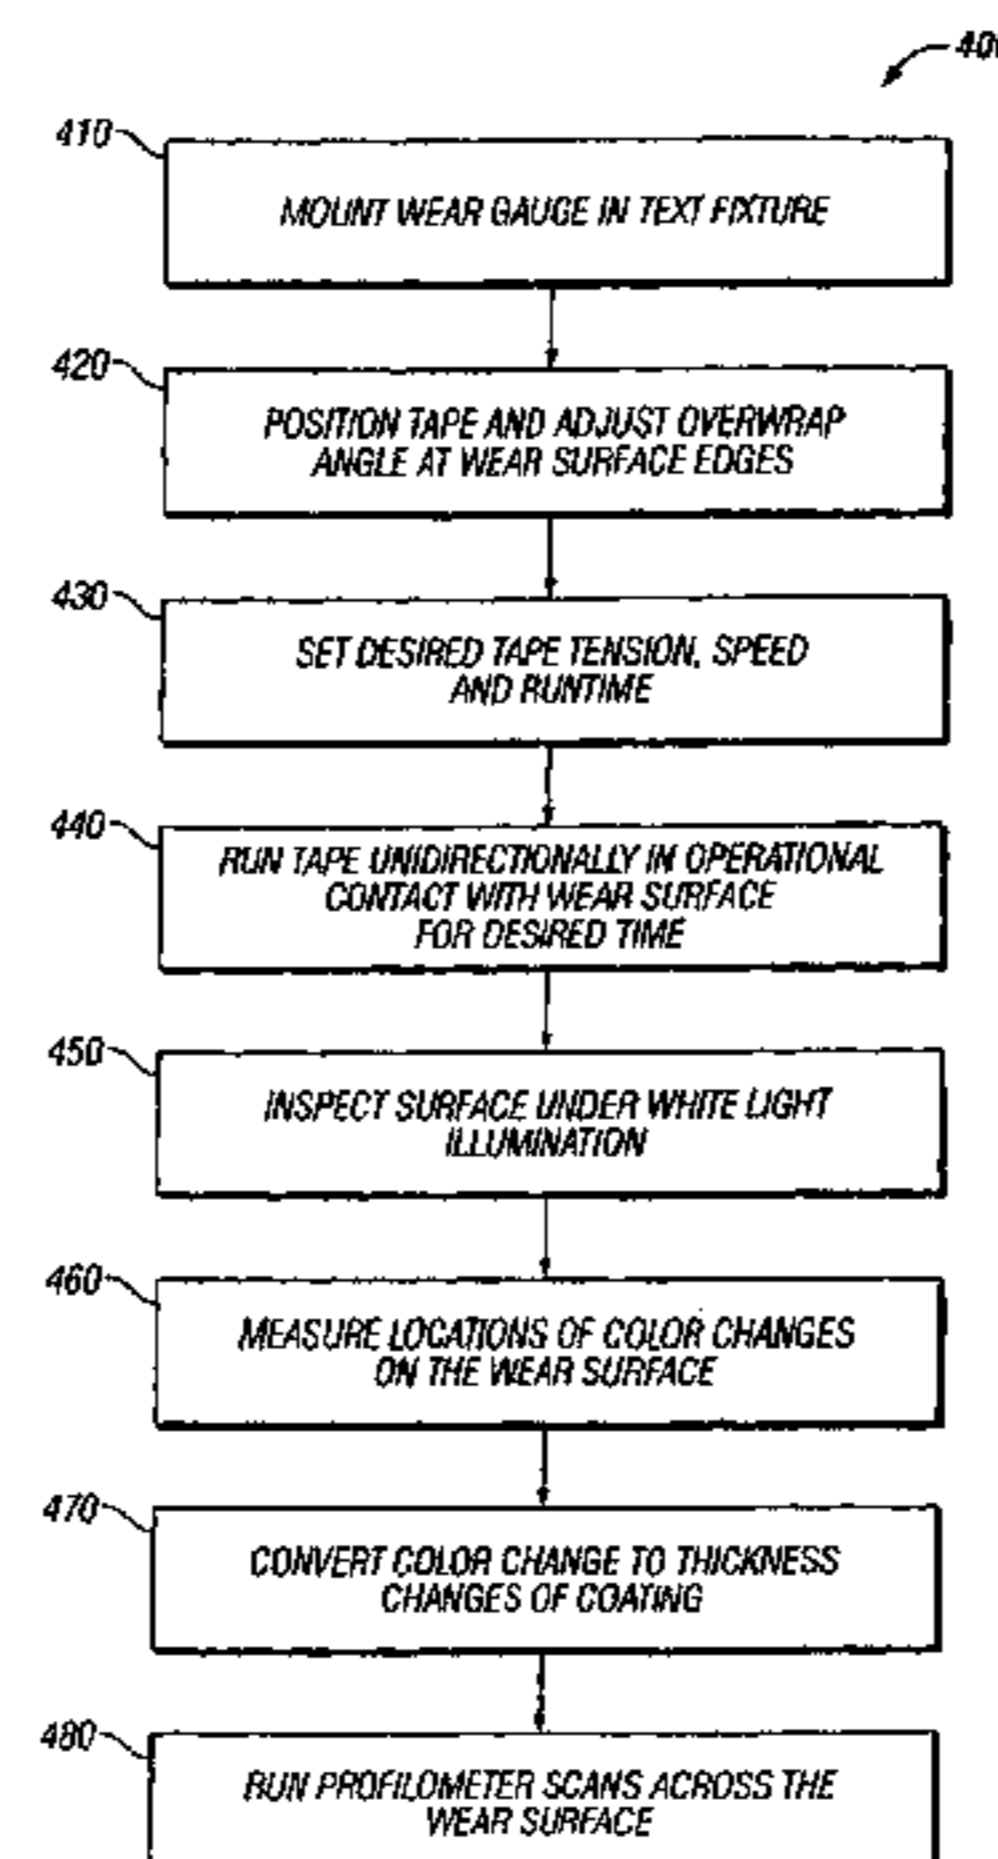 410
MOUNT WEAR GAUGE IN TEXT FIXTURE
420
POSITION TAPE AND ADJUST OVERWRAP
ANGLE AT WEAR SURFACE EDGES
430
SET DESIRED TAPE TENSION, SPEED
AND RUNTIME
440
RUN TAPE UNIDIRECTIONALLY IN OPERATIONAL
CONTACT WITH WEAR SURFACE
FOR DESIRED TIME
450
INSPECT SURFACE UNDER WHITE LIGHT
ILLUMINATION
460
MEASURE LOCATIONS OF COLOR CHANGES
ON THE WEAR SURFACE
470
CONVERT COLOR CHANGE TO THICKNESS
CHANGES OF COATING
480
RUN PROFILOMETER SCANS ACROSS THE
WEAR SURFACE